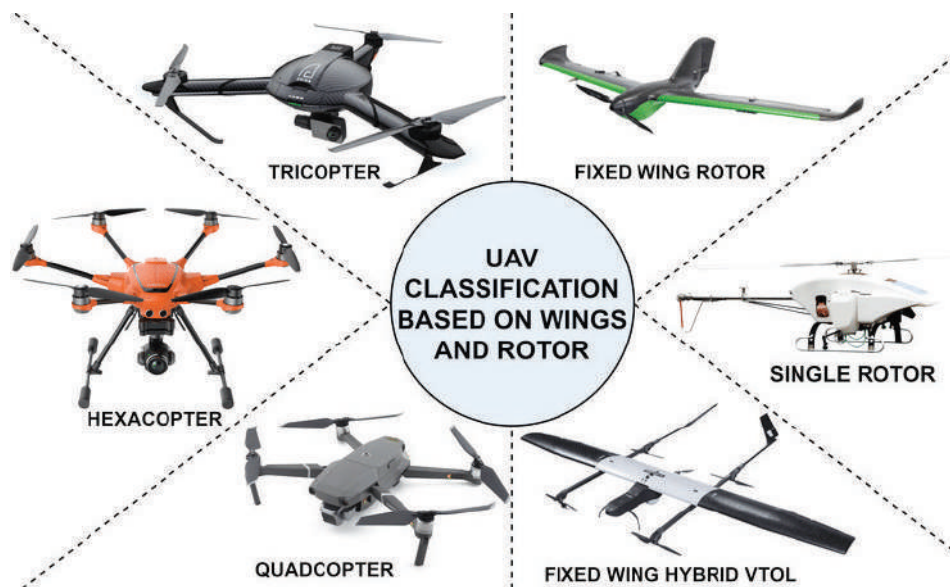 TRICOPTER
FIXED WING ROTOR
UAV
CLASSIFICATION
BASED ON WINGS
AND ROTOR
HEXACOPTER
SINGLE ROTOR
QUADCOPTER
FIXED WING HYBRID VTOL